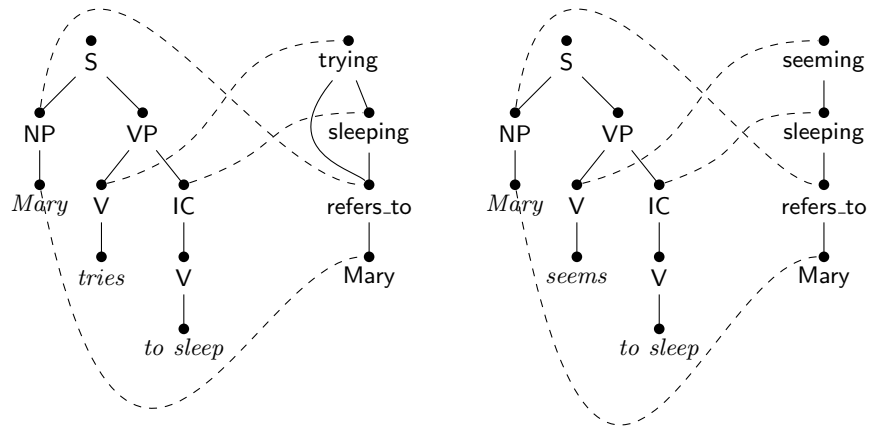 S
trying
NP
VP
sleeping
Mary
V
IC
refers_to
tries
V
Mary
to sleep
S
seeming
NP
VP
sleeping
Mary
V
IC
refers_to
seems
V
Mary
to sleep